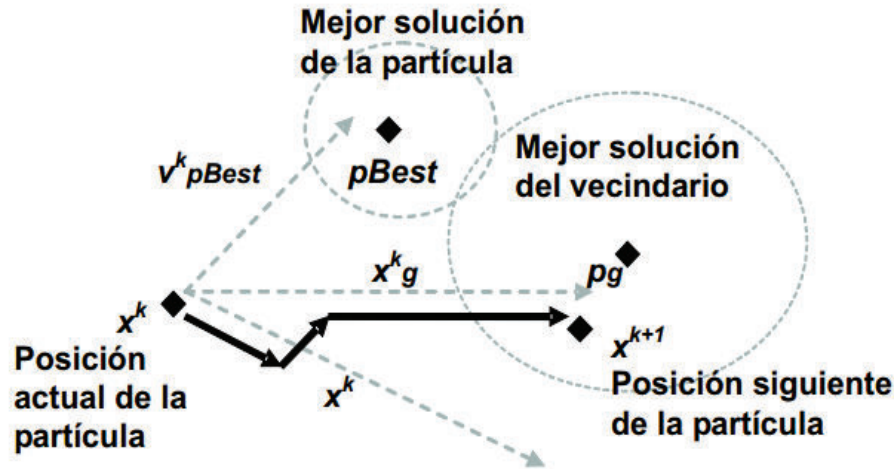 Mejor solución
de la partícula
pBest
v^k pBest
Mejor solución
del vecindario
x^k g
pg
x^k
Posición
actual de la
partícula
x^k
x^{k+1}
Posición siguiente
de la partícula